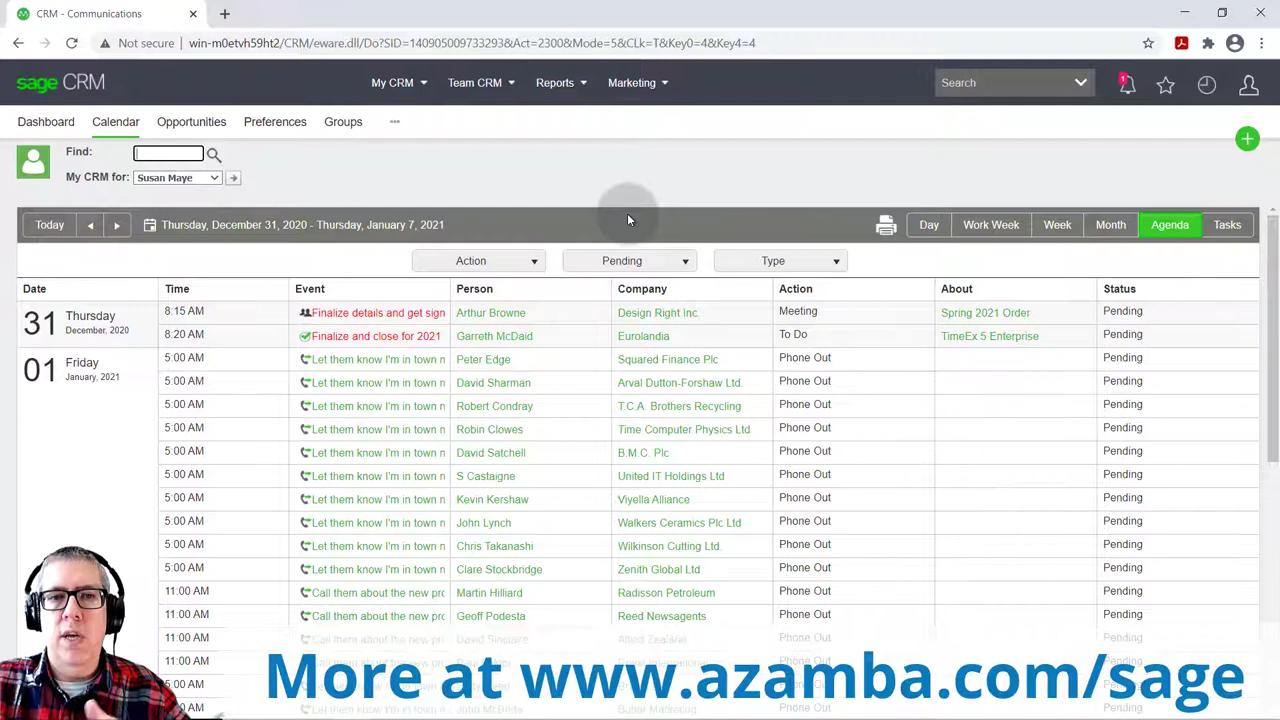 CRM - Communications
Not secure win-m0etvh59ht2/CRM/eware.dll/Do?SID=140905009733293&Act=2300&Mode=5&CLk=T&Key0=4&Key4=4
sage CRM My CRM Team CRM Reports Marketing Search 1
Dashboard Calendar Opportunities Preferences Groups
Find:
My CRM for: Susan Maye
Today Thursday, December 31, 2020 - Thursday, January 7, 2021 Day Work Week Week Month Agenda Tasks
Action Pending Type
Date Time Event Person Company Action About Status
31 Thursday December, 2020 8:15 AM Finalize details and get sign Arthur Browne Design Right Inc. Meeting Spring 2021 Order Pending
8:20 AM Finalize and close for 2021 Garreth McDaid Eurolandia To Do TimeEx 5 Enterprise Pending
01 Friday January, 2021 5:00 AM Let them know I'm in town n Peter Edge Squared Finance Plc Phone Out Pending
5:00 AM Let them know I'm in town n David Sharman Arval Dutton-Forshaw Ltd. Phone Out Pending
5:00 AM Let them know I'm in town n Robert Condray T.C.A. Brothers Recycling Phone Out Pending
5:00 AM Let them know I'm in town n Robin Clowes Time Computer Physics Ltd Phone Out Pending
5:00 AM Let them know I'm in town n David Satchell B.M.C. Plc Phone Out Pending
5:00 AM Let them know I'm in town n S Castaigne United IT Holdings Ltd Phone Out Pending
5:00 AM Let them know I'm in town n Kevin Kershaw Viyella Alliance Phone Out Pending
5:00 AM Let them know I'm in town n John Lynch Walkers Ceramics Plc Ltd Phone Out Pending
5:00 AM Let them know I'm in town n Chris Takanashi Wilkinson Cutting Ltd. Phone Out Pending
5:00 AM Let them know I'm in town n Clare Stockbridge Zenith Global Ltd Phone Out Pending
11:00 AM Call them about the new pro Martin Hilliard Radisson Petroleum Phone Out Pending
11:00 AM Call them about the new pro Geoff Podesta Reed Newsagents Phone Out Pending
11:00 AM Call them about the new pro David Phone Out Pending
11:00 AM
More at www.azamba.com/sage